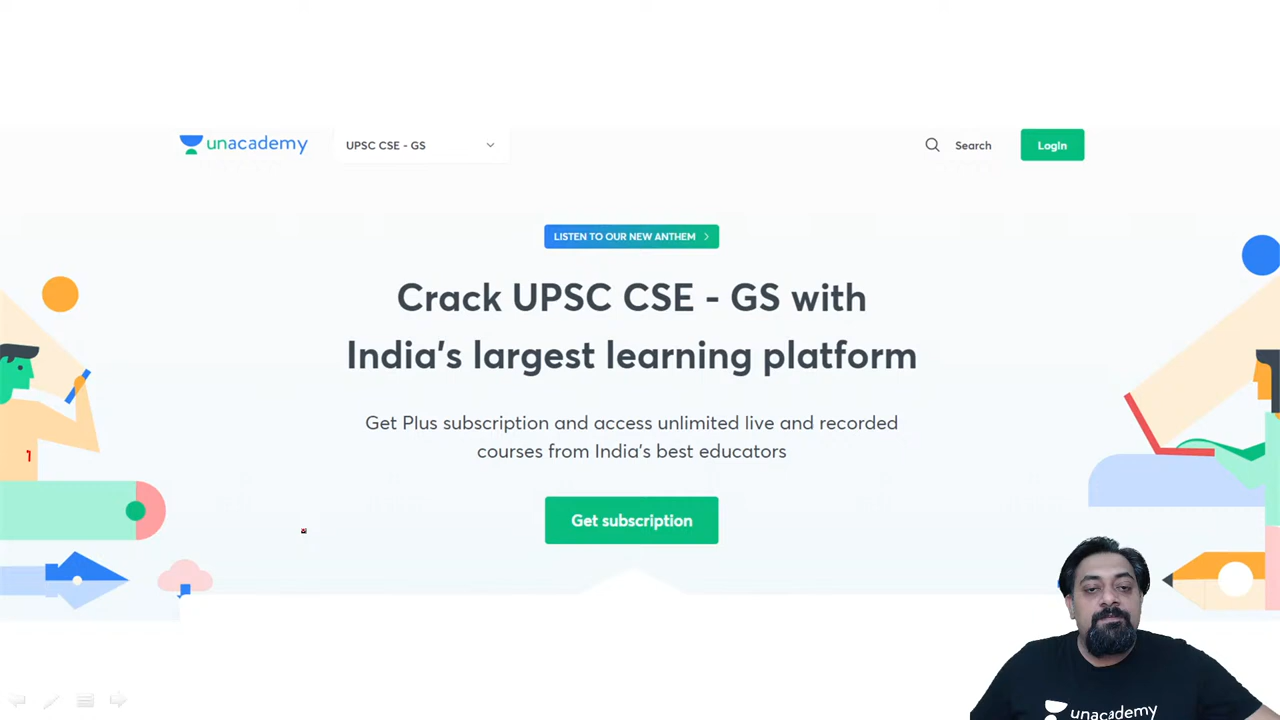 unacademy
UPSC CSE - GS
Search
Login
LISTEN TO OUR NEW ANTHEM
Crack UPSC CSE - GS with
India's largest learning platform
Get Plus subscription and access unlimited live and recorded
courses from India's best educators
1
Get subscription
unacademy